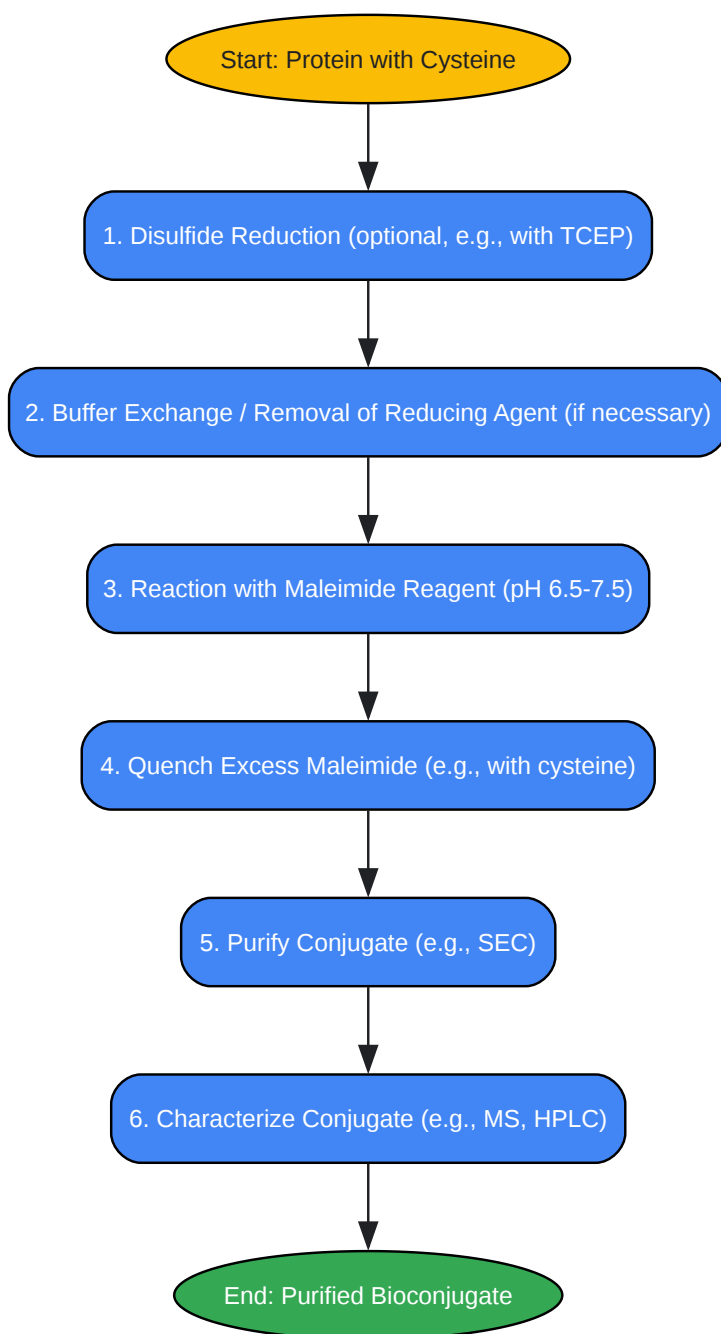 Start: Protein with Cysteine
1. Disulfide Reduction (optional, e.g., with TCEP)
2. Buffer Exchange / Removal of Reducing Agent (if necessary)
3. Reaction with Maleimide Reagent (pH 6.5-7.5)
4. Quench Excess Maleimide (e.g., with cysteine)
5. Purify Conjugate (e.g., SEC)
6. Characterize Conjugate (e.g., MS, HPLC)
End: Purified Bioconjugate